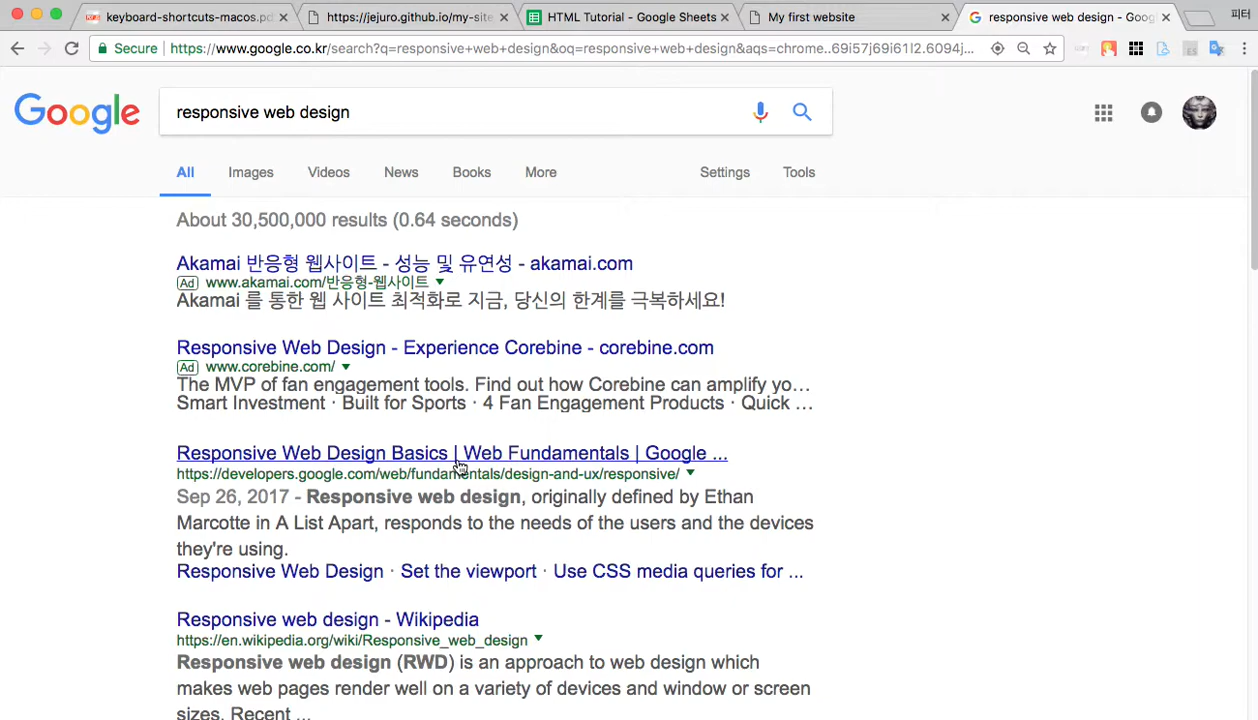 keyboard-shortcuts-macos.pd
https://jejuro.github.io/my-site
HTML Tutorial - Google Sheets
My first website
responsive web design - Goog
피터
Secure
https://www.google.co.kr/search?q=responsive+web+design&oq=responsive+web+design&aqs=chrome..69i57j69i61l2.6094j...
Google
responsive web design
All Images Videos News Books More Settings Tools
About 30,500,000 results (0.64 seconds)
Akamai 반응형 웹사이트 - 성능 및 유연성 - akamai.com
Ad www.akamai.com/반응형-웹사이트
Akamai 를 통한 웹 사이트 최적화로 지금, 당신의 한계를 극복하세요!
Responsive Web Design - Experience Corebine - corebine.com
Ad www.corebine.com/
The MVP of fan engagement tools. Find out how Corebine can amplify yo…
Smart Investment · Built for Sports · 4 Fan Engagement Products · Quick …
Responsive Web Design Basics | Web Fundamentals | Google ...
https://developers.google.com/web/fundamentals/design-and-ux/responsive/
Sep 26, 2017 - Responsive web design, originally defined by Ethan
Marcotte in A List Apart, responds to the needs of the users and the devices
they're using.
Responsive Web Design · Set the viewport · Use CSS media queries for ...
Responsive web design - Wikipedia
https://en.wikipedia.org/wiki/Responsive_web_design
Responsive web design (RWD) is an approach to web design which
makes web pages render well on a variety of devices and window or screen
sizes. Recent ...